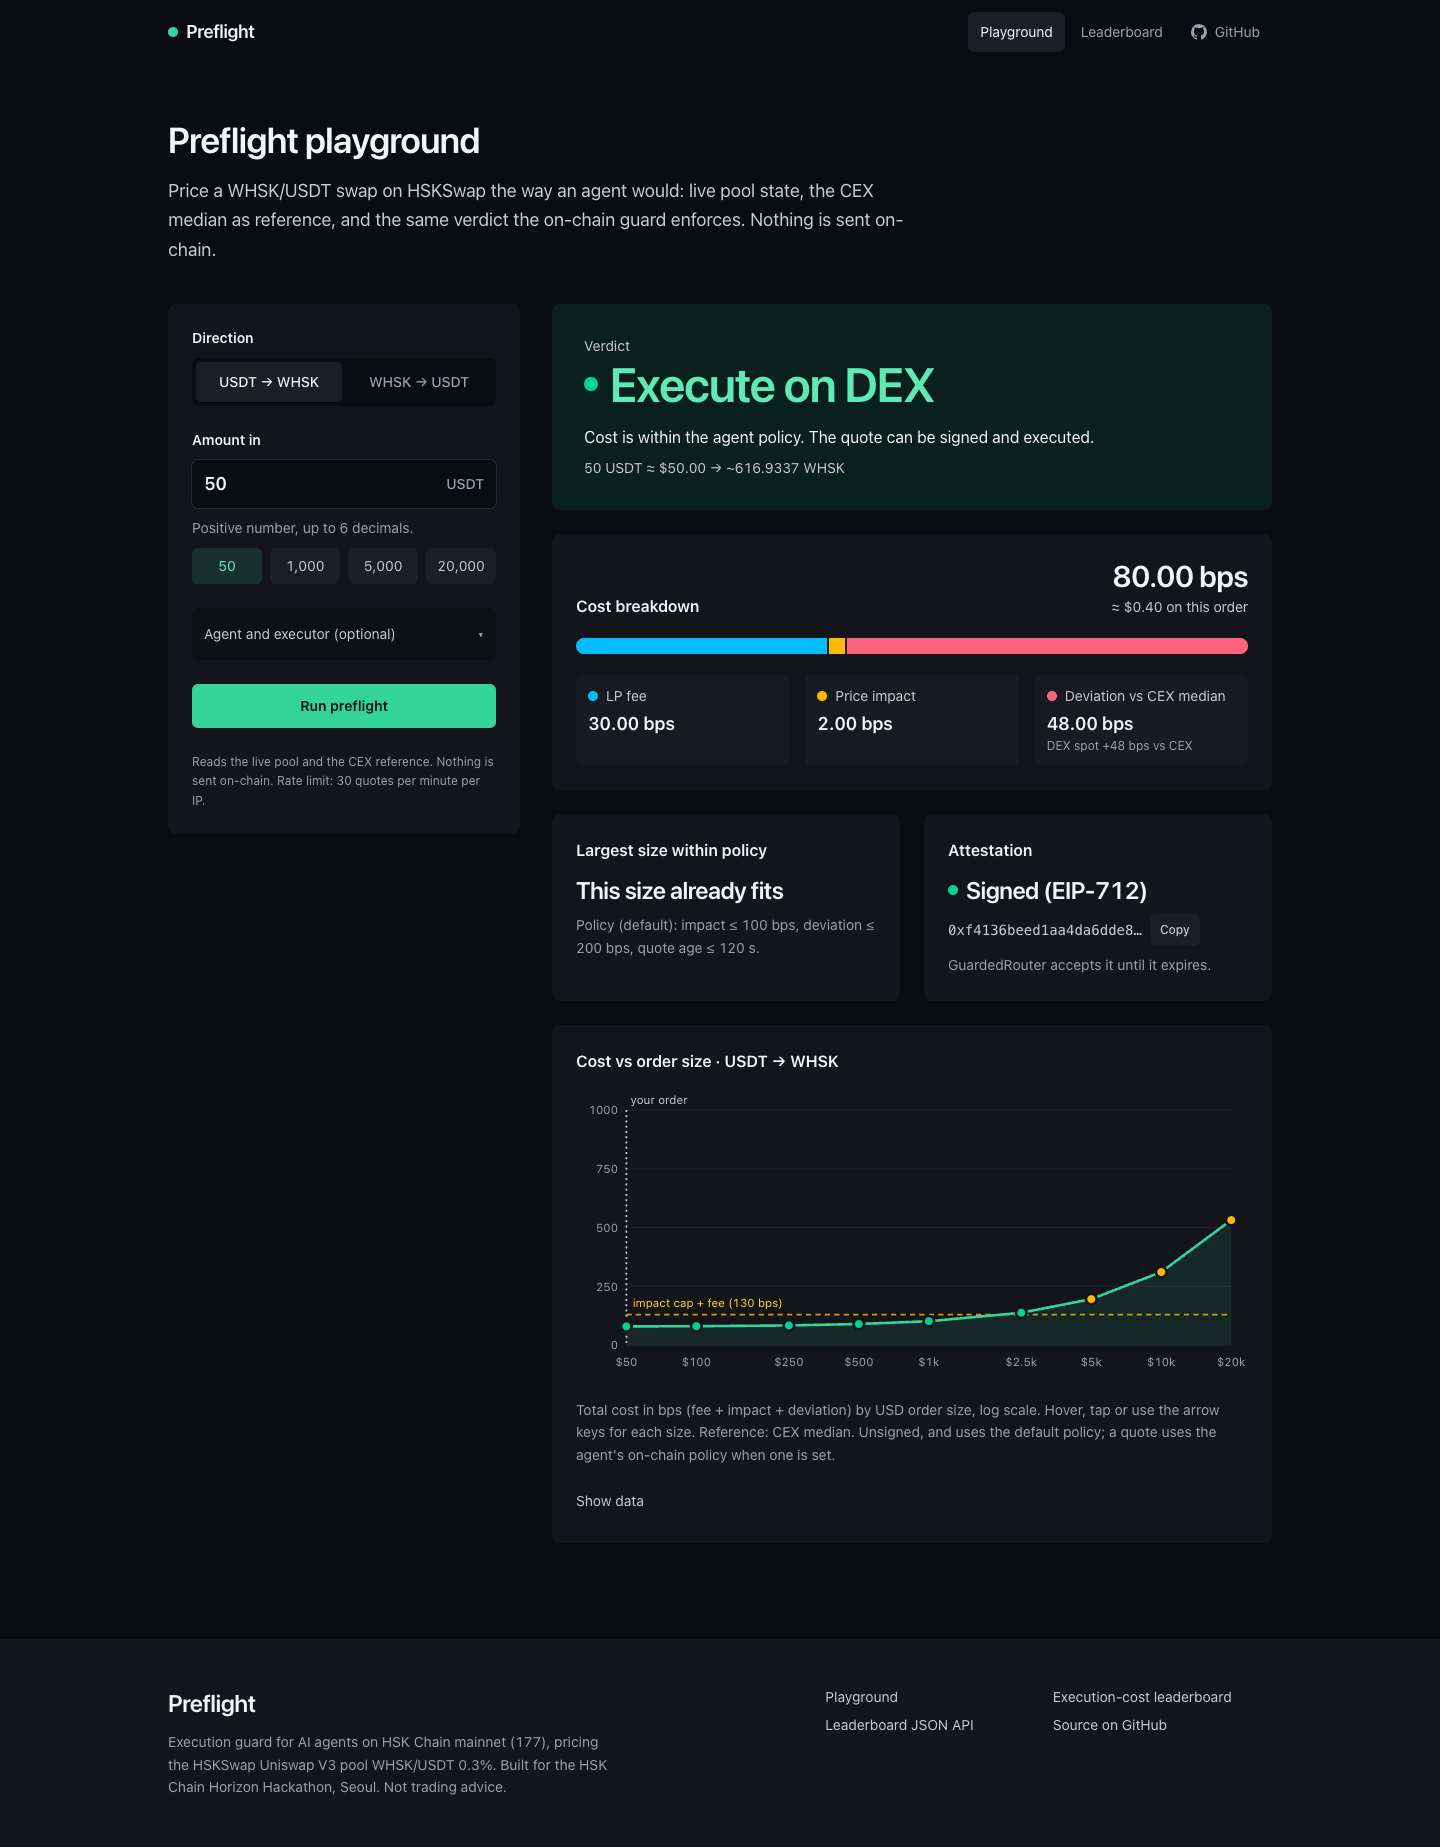 Preflight
Playground
Leaderboard
GitHub
Preflight playground
Price a WHSK/USDT swap on HSKSwap the way an agent would: live pool state, the CEX
median as reference, and the same verdict the on-chain guard enforces. Nothing is sent on-
chain.
Direction
USDT → WHSK
WHSK → USDT
Amount in
50
USDT
Positive number, up to 6 decimals.
50
1,000
5,000
20,000
Agent and executor (optional)
Run preflight
Reads the live pool and the CEX reference. Nothing is
sent on-chain. Rate limit: 30 quotes per minute per
IP.
Verdict
Execute on DEX
Cost is within the agent policy. The quote can be signed and executed.
50 USDT ≈ $50.00 → ~616.9337 WHSK
Cost breakdown
80.00 bps
≈ $0.40 on this order
LP fee
30.00 bps
Price impact
2.00 bps
Deviation vs CEX median
48.00 bps
DEX spot +48 bps vs CEX
Largest size within policy
This size already fits
Policy (default): impact ≤ 100 bps, deviation ≤
200 bps, quote age ≤ 120 s.
Attestation
Signed (EIP-712)
0xf4136beed1aa4da6dde8…
Copy
GuardedRouter accepts it until it expires.
Cost vs order size · USDT → WHSK
your order
1000
750
500
250
impact cap + fee (130 bps)
0
$50
$100
$250
$500
$1k
$2.5k
$5k
$10k
$20k
Total cost in bps (fee + impact + deviation) by USD order size, log scale. Hover, tap or use the arrow
keys for each size. Reference: CEX median. Unsigned, and uses the default policy; a quote uses the
agent's on-chain policy when one is set.
Show data
Preflight
Execution guard for AI agents on HSK Chain mainnet (177), pricing
the HSKSwap Uniswap V3 pool WHSK/USDT 0.3%. Built for the HSK
Chain Horizon Hackathon, Seoul. Not trading advice.
Playground
Leaderboard JSON API
Execution-cost leaderboard
Source on GitHub